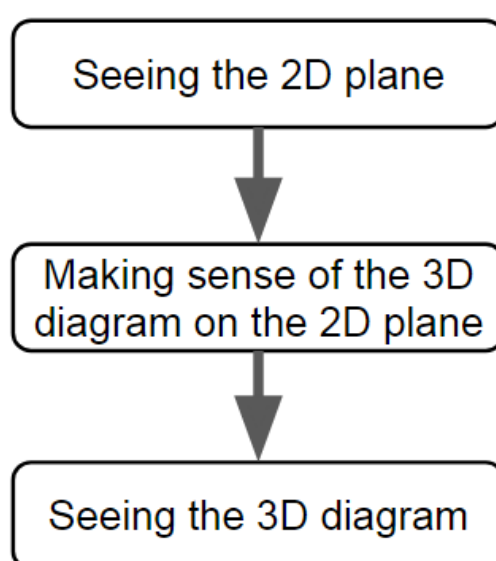 Seeing the 2D plane
Making sense of the 3D
diagram on the 2D plane
Seeing the 3D diagram